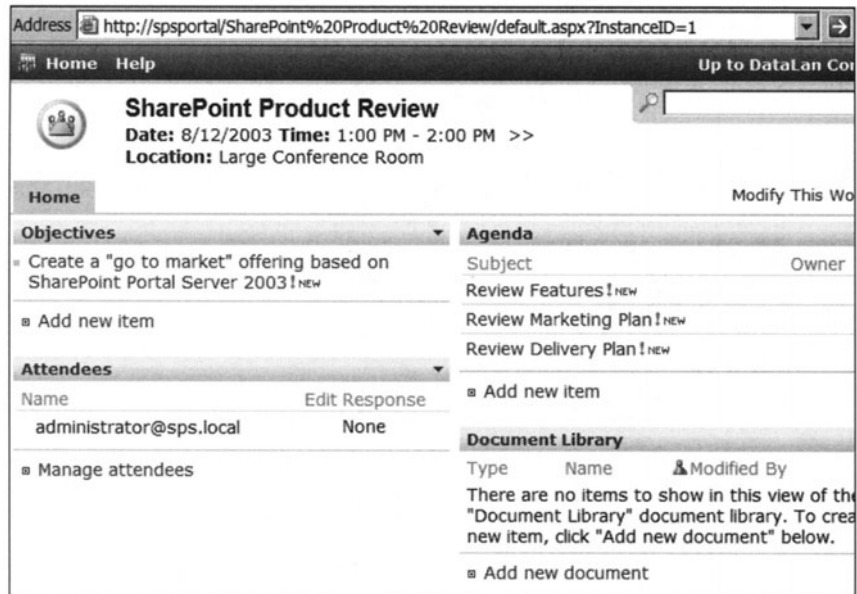 Address http://spsportal/SharePoint%20Product%20Review/default.aspx?InstanceID=1
Home Help Up to DataLan Cor
SharePoint Product Review
Date: 8/12/2003 Time: 1:00 PM - 2:00 PM >>
Location: Large Conference Room
Home Modify This Wo
Objectives
Create a "go to market" offering based on
SharePoint Portal Server 2003 ! NEW
Add new item
Attendees
Name Edit Response
administrator@sps.local None
Manage attendees
Agenda
Subject Owner
Review Features ! NEW
Review Marketing Plan ! NEW
Review Delivery Plan ! NEW
Add new item
Document Library
Type Name Modified By
There are no items to show in this view of the
"Document Library" document library. To crea
new item, click "Add new document" below.
Add new document